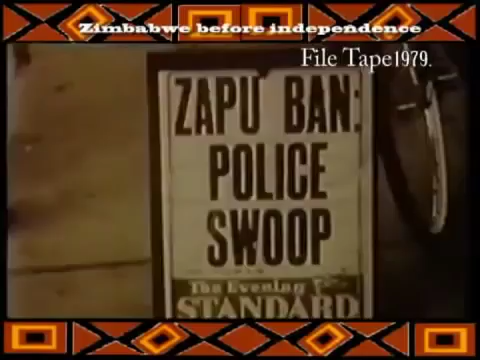 Zimbabwe before independence
File Tape1979.
ZAPU BAN:
POLICE
SWOOP
The Evening
STANDARD